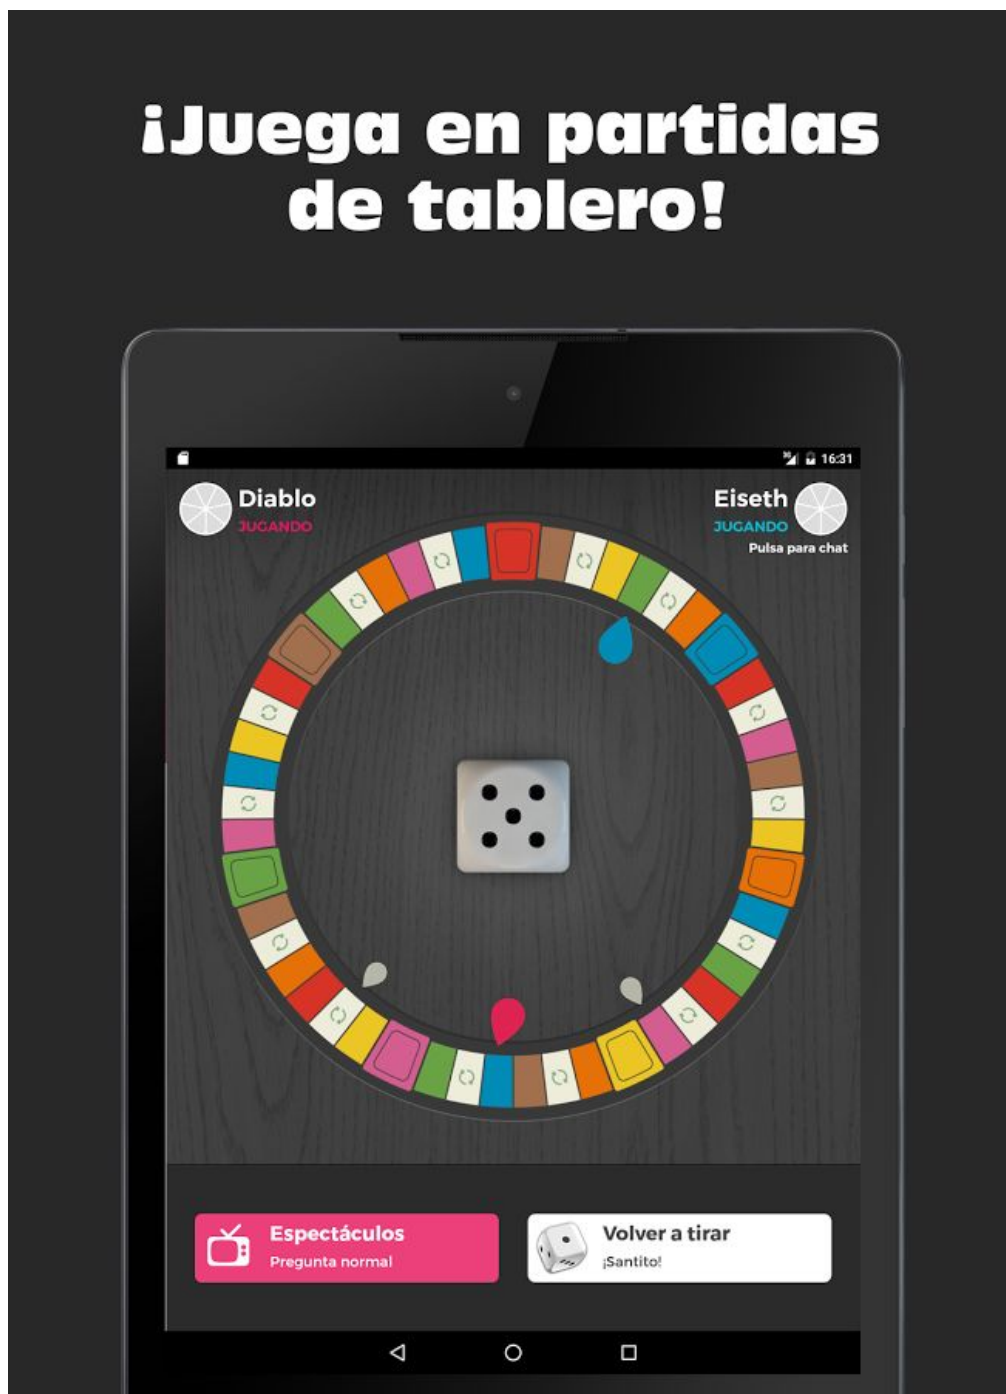 ¡Juega en partidas
de tablero!
16:31
Diablo
JUGANDO
Eiseth
JUGANDO
Pulsa para chat
Espectáculos
Pregunta normal
Volver a tirar
¡Santito!